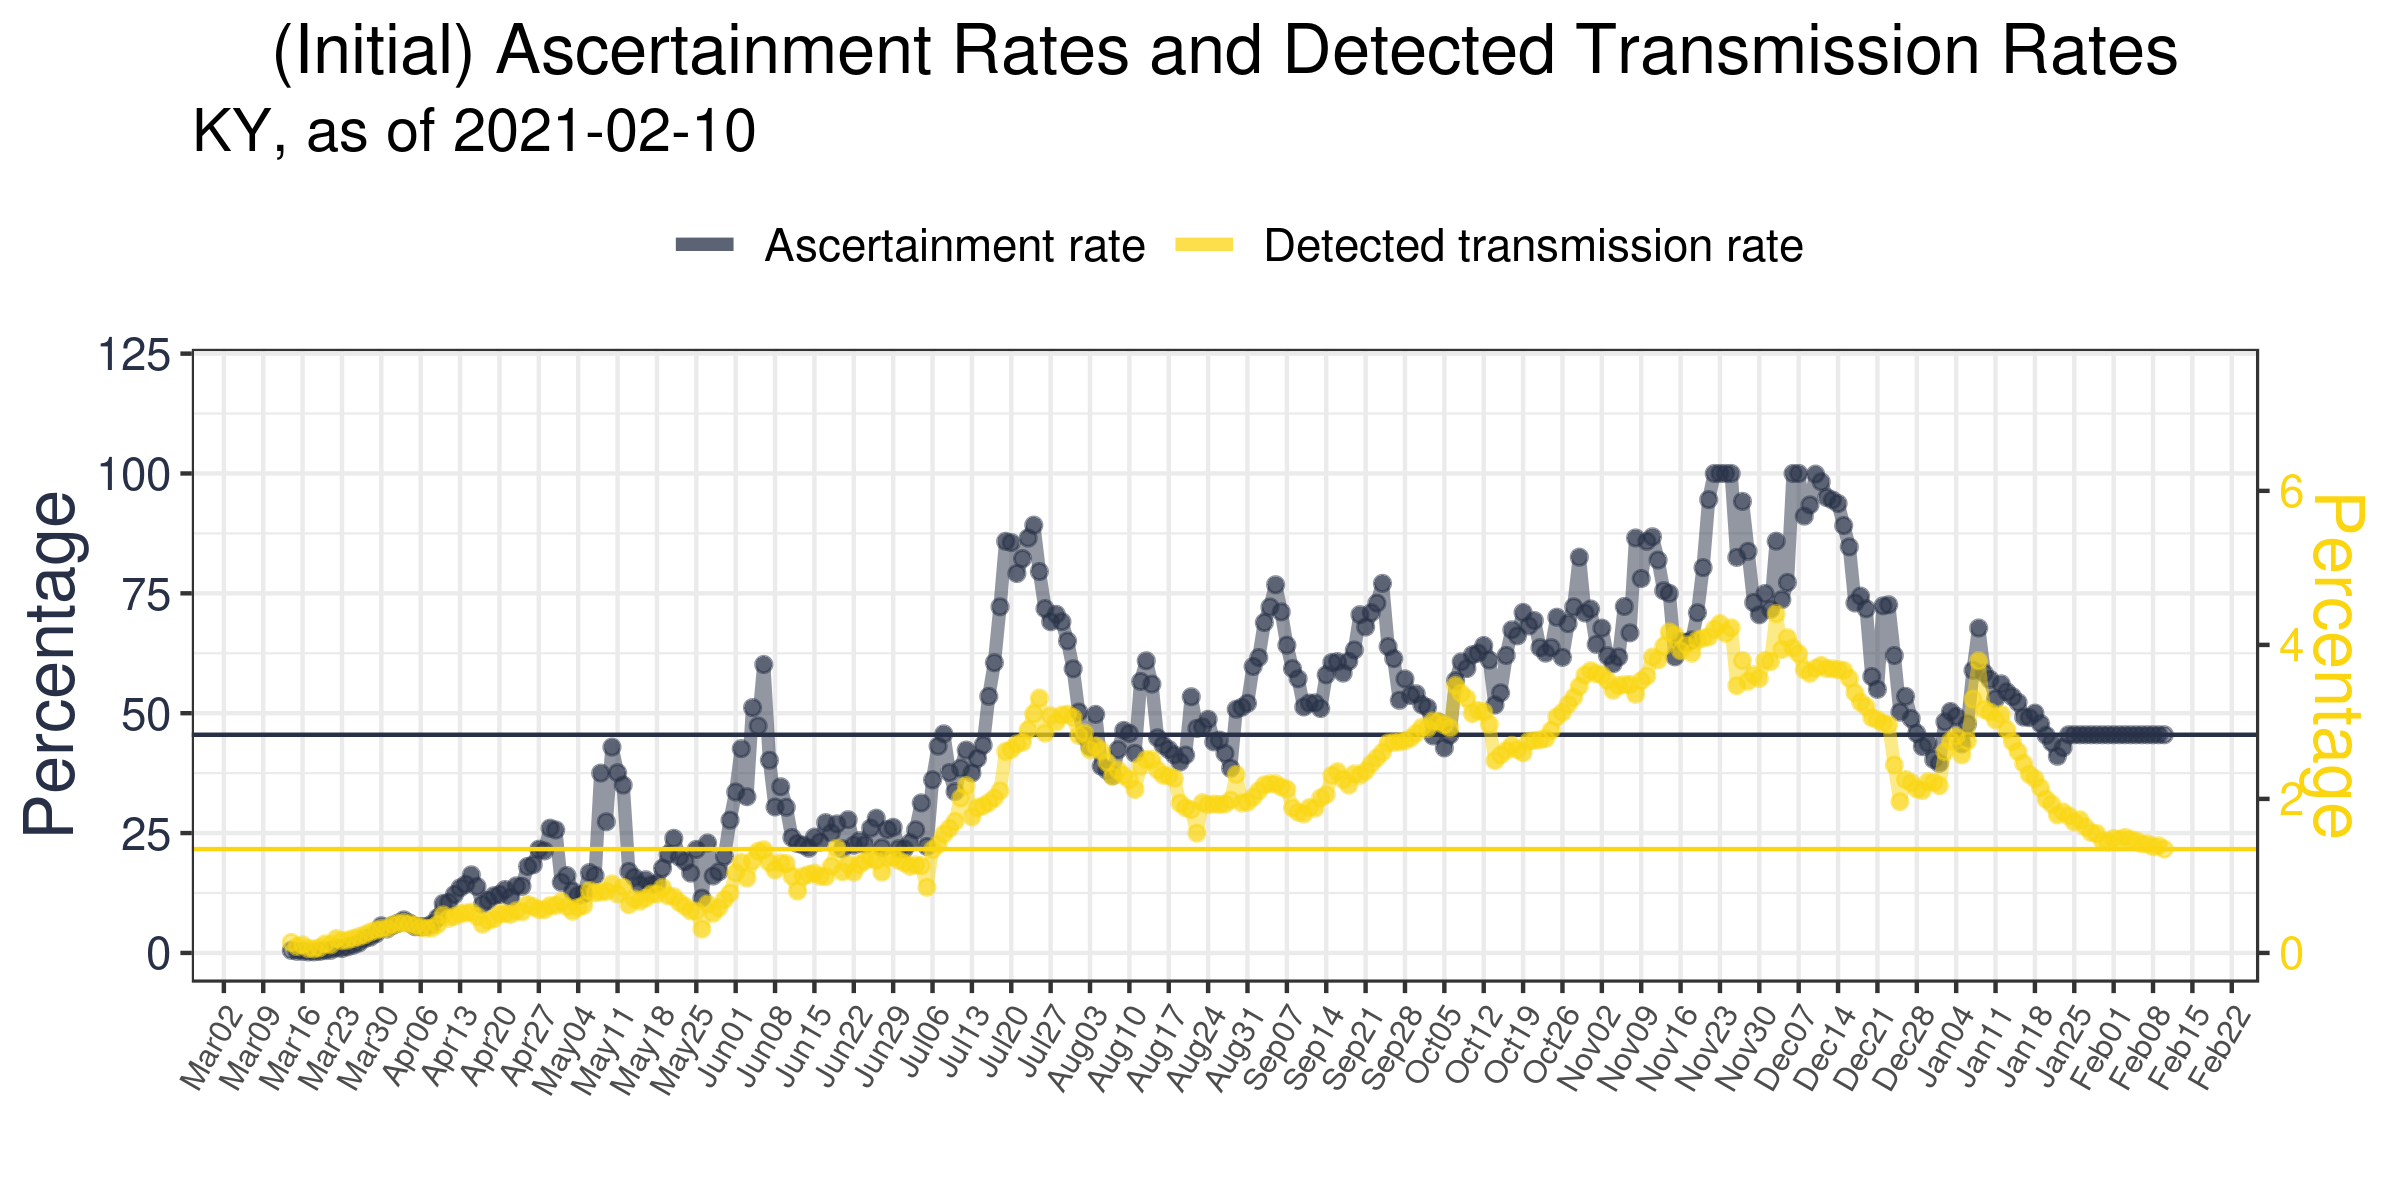 (Initial) Ascertainment Rates and Detected Transmission Rates
KY, as of 2021-02-10
Ascertainment rate
Detected transmission rate
Percentage
125
100
75
50
25
0
6
4
2
0
Percentage
Mar02
Mar09
Mar16
Mar23
Mar30
Apr06
Apr13
Apr20
Apr27
May04
May11
May18
May25
Jun01
Jun08
Jun15
Jun22
Jun29
Jul06
Jul13
Jul20
Jul27
Aug03
Aug10
Aug17
Aug24
Aug31
Sep07
Sep14
Sep21
Sep28
Oct05
Oct12
Oct19
Oct26
Nov02
Nov09
Nov16
Nov23
Nov30
Dec07
Dec14
Dec21
Dec28
Jan04
Jan11
Jan18
Jan25
Feb01
Feb08
Feb15
Feb22